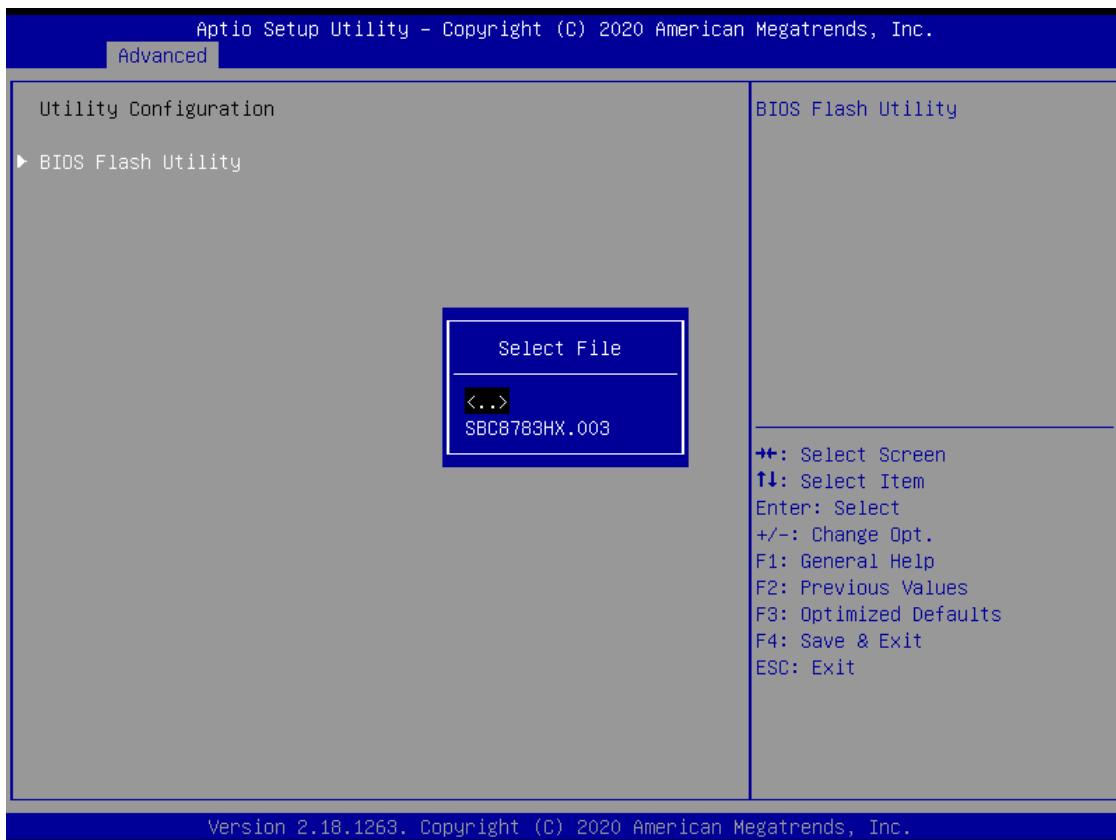 Aptio Setup Utility – Copyright (C) 2020 American Megatrends, Inc.
Advanced
Utility Configuration
▶ BIOS Flash Utility
Select File
<..>
SBC8783HX.003
BIOS Flash Utility
→←: Select Screen
↑↓: Select Item
Enter: Select
+/-: Change Opt.
F1: General Help
F2: Previous Values
F3: Optimized Defaults
F4: Save & Exit
ESC: Exit
Version 2.18.1263. Copyright (C) 2020 American Megatrends, Inc.